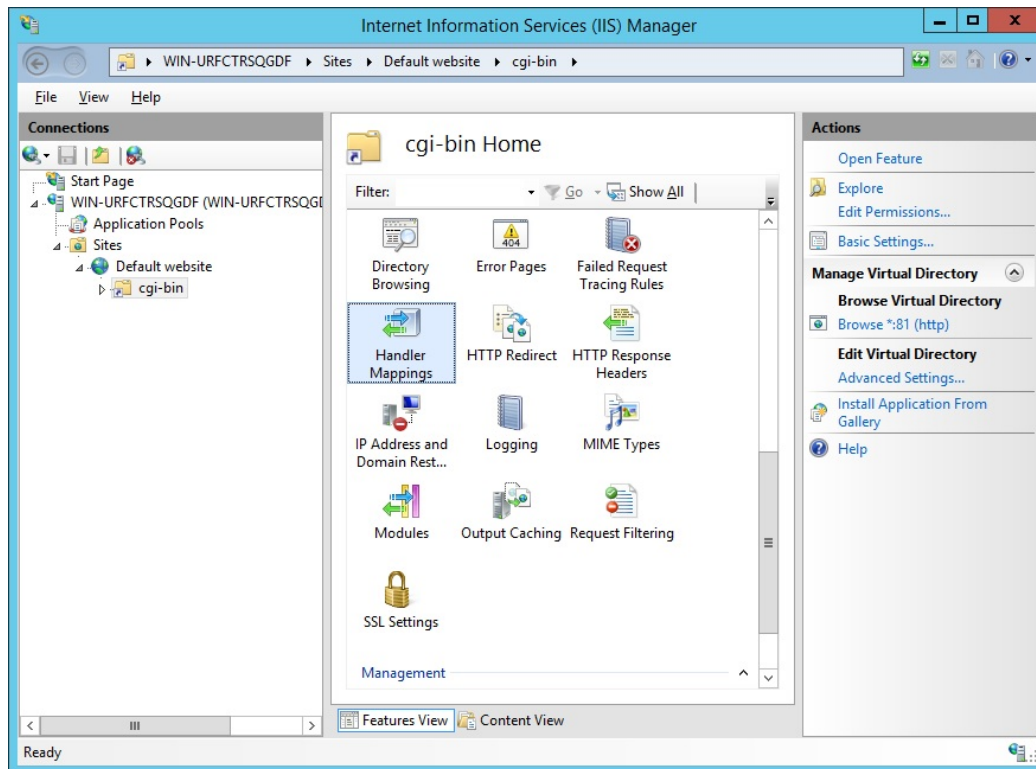 Internet Information Services (IIS) Manager
WIN-URFCTRSQGDF
Sites
Default website
cgi-bin
File View Help
Connections
Start Page
WIN-URFCTRSQGDF (WIN-URFCTRSQGI
Application Pools
Sites
Default website
cgi-bin
cgi-bin Home
Filter: Go Show All
Directory
Browsing
404
Error Pages
Failed Request
Tracing Rules
Handler
Mappings
HTTP Redirect
HTTP Response
Headers
IP Address and
Domain Rest...
Logging
MIME Types
Modules
Output Caching
Request Filtering
SSL Settings
Management
Features View
Content View
Actions
Open Feature
Explore
Edit Permissions...
Basic Settings...
Manage Virtual Directory
Browse Virtual Directory
Browse *:81 (http)
Edit Virtual Directory
Advanced Settings...
Install Application From
Gallery
Help
Ready